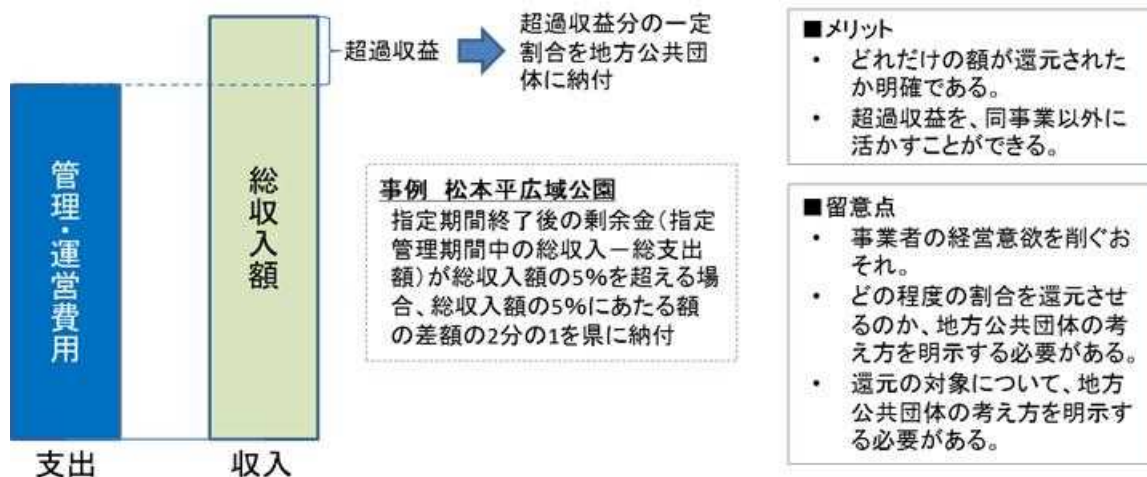 管理・運営費用
総収入額
支出
収入
超過収益
超過収益分の一定
割合を地方公共団
体に納付
事例 松本平広域公園
指定期間終了後の剰余金(指定
管理期間中の総収入ー総支出
額)が総収入額の5%を超える場
合、総収入額の5%にあたる額
の差額の2分の1を県に納付
■メリット
・ どれだけの額が還元された
か明確である。
・ 超過収益を、同事業以外に
活かすことができる。
■留意点
・ 事業者の経営意欲を削ぐお
それ。
・ どの程度の割合を還元させ
るのか、地方公共団体の考
え方を明示する必要がある。
・ 還元の対象について、地方
公共団体の考え方を明示す
る必要がある。